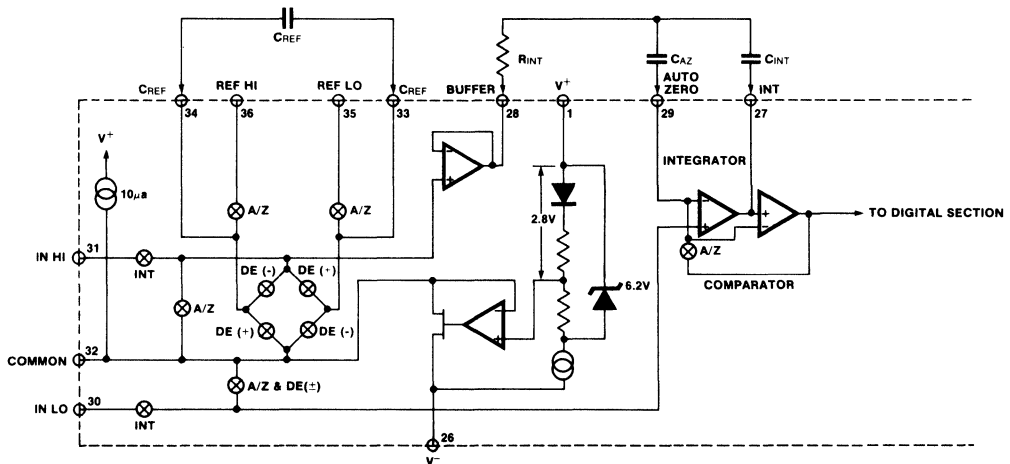 CREF
RINT
CAZ
CINT
CREF
REF HI
REF LO
CREF
BUFFER
V+
AUTO
ZERO
INT
34
36
35
33
28
1
29
27
V+
10μa
INTEGRATOR
A/Z
A/Z
2.8V
TO DIGITAL SECTION
31
IN HI
INT
DE (-)
DE (+)
A/Z
6.2V
COMPARATOR
A/Z
DE (+)
DE (-)
32
COMMON
A/Z & DE(±)
30
IN LO
INT
26
V-